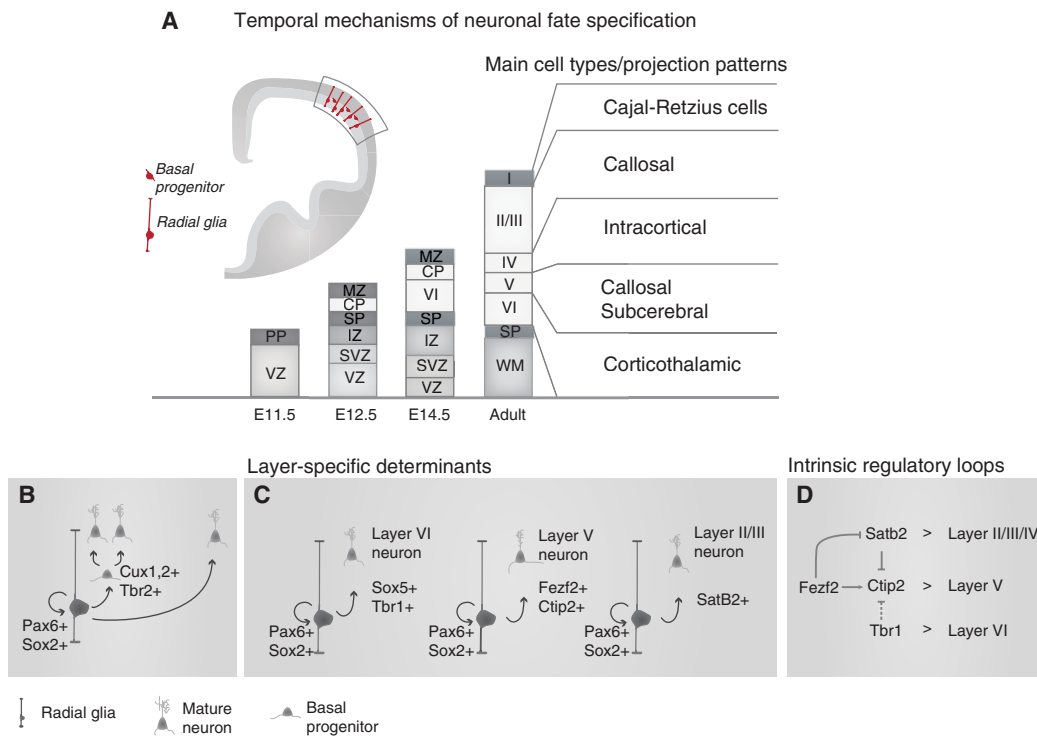 A Temporal mechanisms of neuronal fate specification
Main cell types/projection patterns
Cajal-Retzius cells
Callosal
Intracortical
Callosal
Subcerebral
Corticothalamic
Basal
progenitor
Radial glia
PP
VZ
E11.5
MZ
CP
SP
IZ
SVZ
VZ
E12.5
MZ
CP
VI
SP
IZ
SVZ
VZ
E14.5
I
II/III
IV
V
VI
SP
WM
Adult
B
Cux1,2+
Tbr2+
Pax6+
Sox2+
Layer-specific determinants
C
Layer VI
neuron
Sox5+
Tbr1+
Pax6+
Sox2+
Layer V
neuron
Fezf2+
Ctip2+
Pax6+
Sox2+
Layer II/III
neuron
SatB2+
Pax6+
Sox2+
Intrinsic regulatory loops
D
Satb2 > Layer II/III/IV
Fezf2 Ctip2 > Layer V
Tbr1 > Layer VI
Radial glia
Mature
neuron
Basal
progenitor